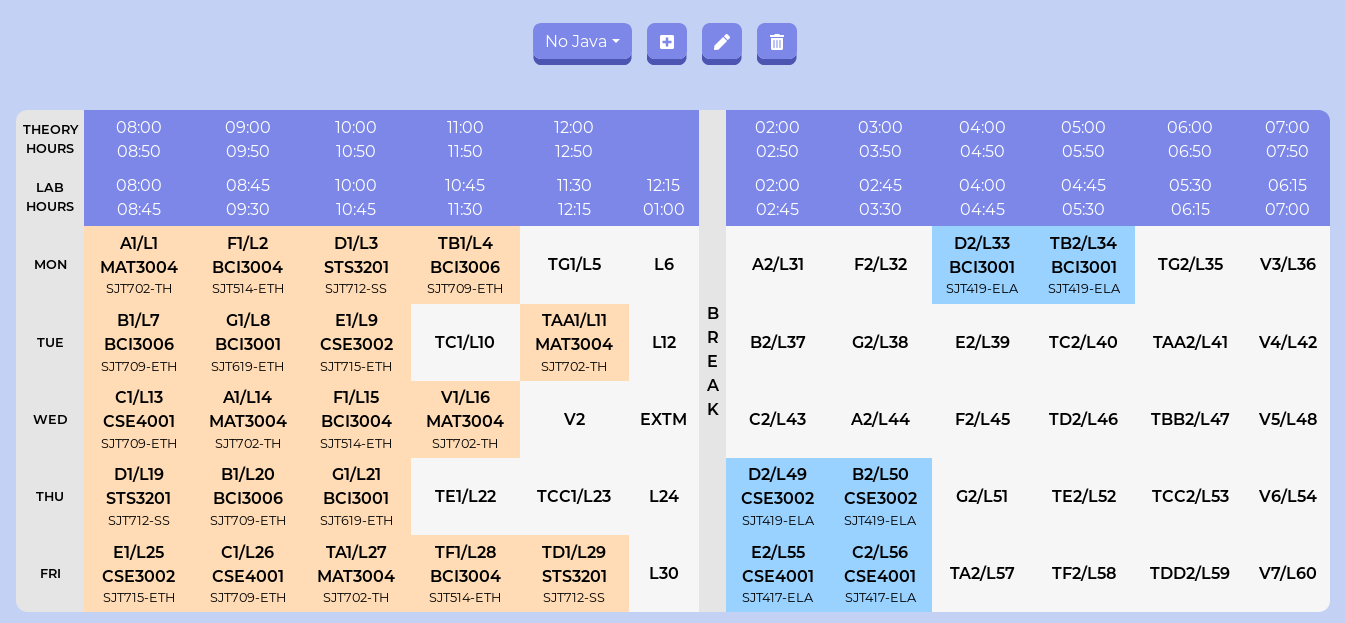 No Java
THEORY HOURS 08:00 08:50 09:00 09:50 10:00 10:50 11:00 11:50 12:00 12:50 02:00 02:50 03:00 03:50 04:00 04:50 05:00 05:50 06:00 06:50 07:00 07:50
LAB HOURS 08:00 08:45 08:45 09:30 10:00 10:45 10:45 11:30 11:30 12:15 12:15 01:00 02:00 02:45 02:45 03:30 04:00 04:45 04:45 05:30 05:30 06:15 06:15 07:00
MON
A1/L1
MAT3004
SJT702-TH
F1/L2
BCI3004
SJT514-ETH
D1/L3
STS3201
SJT712-SS
TB1/L4
BCI3006
SJT709-ETH
TG1/L5
L6
A2/L31
F2/L32
D2/L33
BCI3001
SJT419-ELA
TB2/L34
BCI3001
SJT419-ELA
TG2/L35
V3/L36
TUE
B1/L7
BCI3006
SJT709-ETH
G1/L8
BCI3001
SJT619-ETH
E1/L9
CSE3002
SJT715-ETH
TC1/L10
TAA1/L11
MAT3004
SJT702-TH
L12
B2/L37
G2/L38
E2/L39
TC2/L40
TAA2/L41
V4/L42
WED
C1/L13
CSE4001
SJT709-ETH
A1/L14
MAT3004
SJT702-TH
F1/L15
BCI3004
SJT514-ETH
V1/L16
MAT3004
SJT702-TH
V2
EXTM
C2/L43
A2/L44
F2/L45
TD2/L46
TBB2/L47
V5/L48
THU
D1/L19
STS3201
SJT712-SS
B1/L20
BCI3006
SJT709-ETH
G1/L21
BCI3001
SJT619-ETH
TE1/L22
TCC1/L23
L24
D2/L49
CSE3002
SJT419-ELA
B2/L50
CSE3002
SJT419-ELA
G2/L51
TE2/L52
TCC2/L53
V6/L54
FRI
E1/L25
CSE3002
SJT715-ETH
C1/L26
CSE4001
SJT709-ETH
TA1/L27
MAT3004
SJT702-TH
TF1/L28
BCI3004
SJT514-ETH
TD1/L29
STS3201
SJT712-SS
L30
E2/L55
CSE4001
SJT417-ELA
C2/L56
CSE4001
SJT417-ELA
TA2/L57
TF2/L58
TDD2/L59
V7/L60
B
R
E
A
K